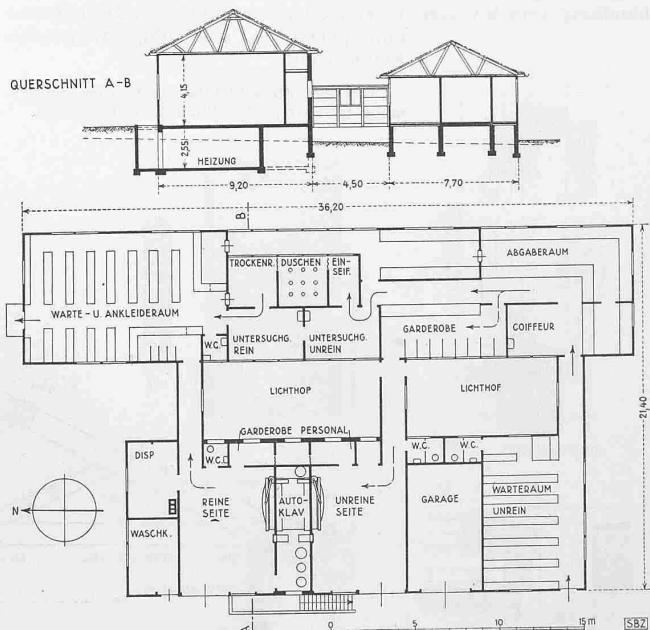 QUERSCHNITT A-B
4,15
2,55
HEIZUNG
9,20
4,50
7,70
36,20
B
TROCKENR.
DUSCHEN
EIN-
SEIF.
ABGABERAUM
WARTE- U. ANKLEIDERAUM
W.C.
UNTERSUCHG.
REIN
UNTERSUCHG.
UNREIN
GARDEROBE
COIFFEUR
LICHTHOP
LICHTHOF
21,40
GARDEROBE PERSONAL
W.C.
W.C.
W.C.
DISP
REINE
SEITE
AUTO-
KLAV
UNREINE
SEITE
GARAGE
WARTERAUM
UNREIN
N
WASCHK.
A
0
5
10
15 m
SBZ